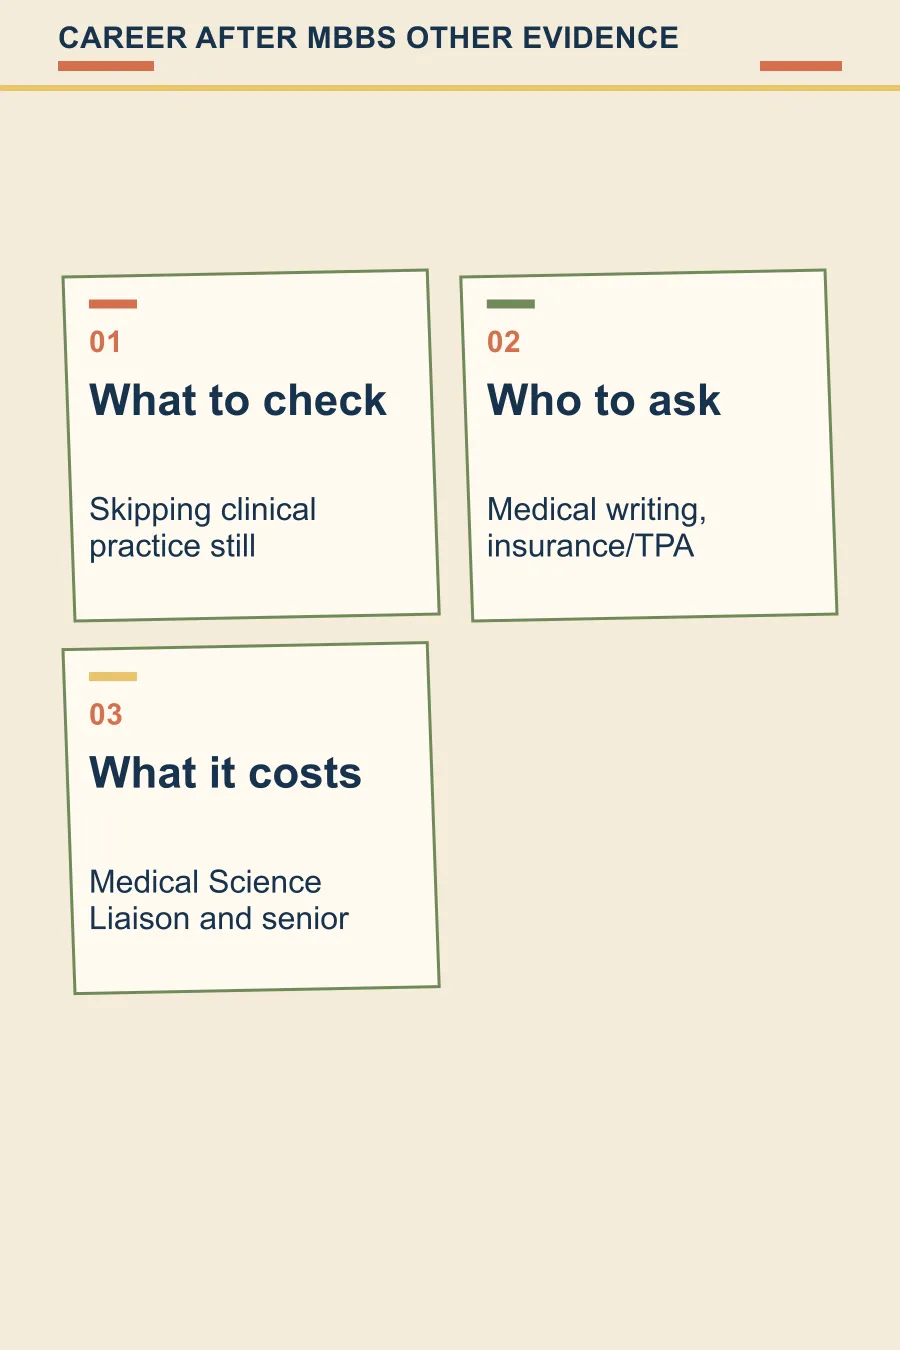 CAREER AFTER MBBS OTHER EVIDENCE
01
What to check
Skipping clinical
practice still
02
Who to ask
Medical writing,
insurance/TPA
03
What it costs
Medical Science
Liaison and senior